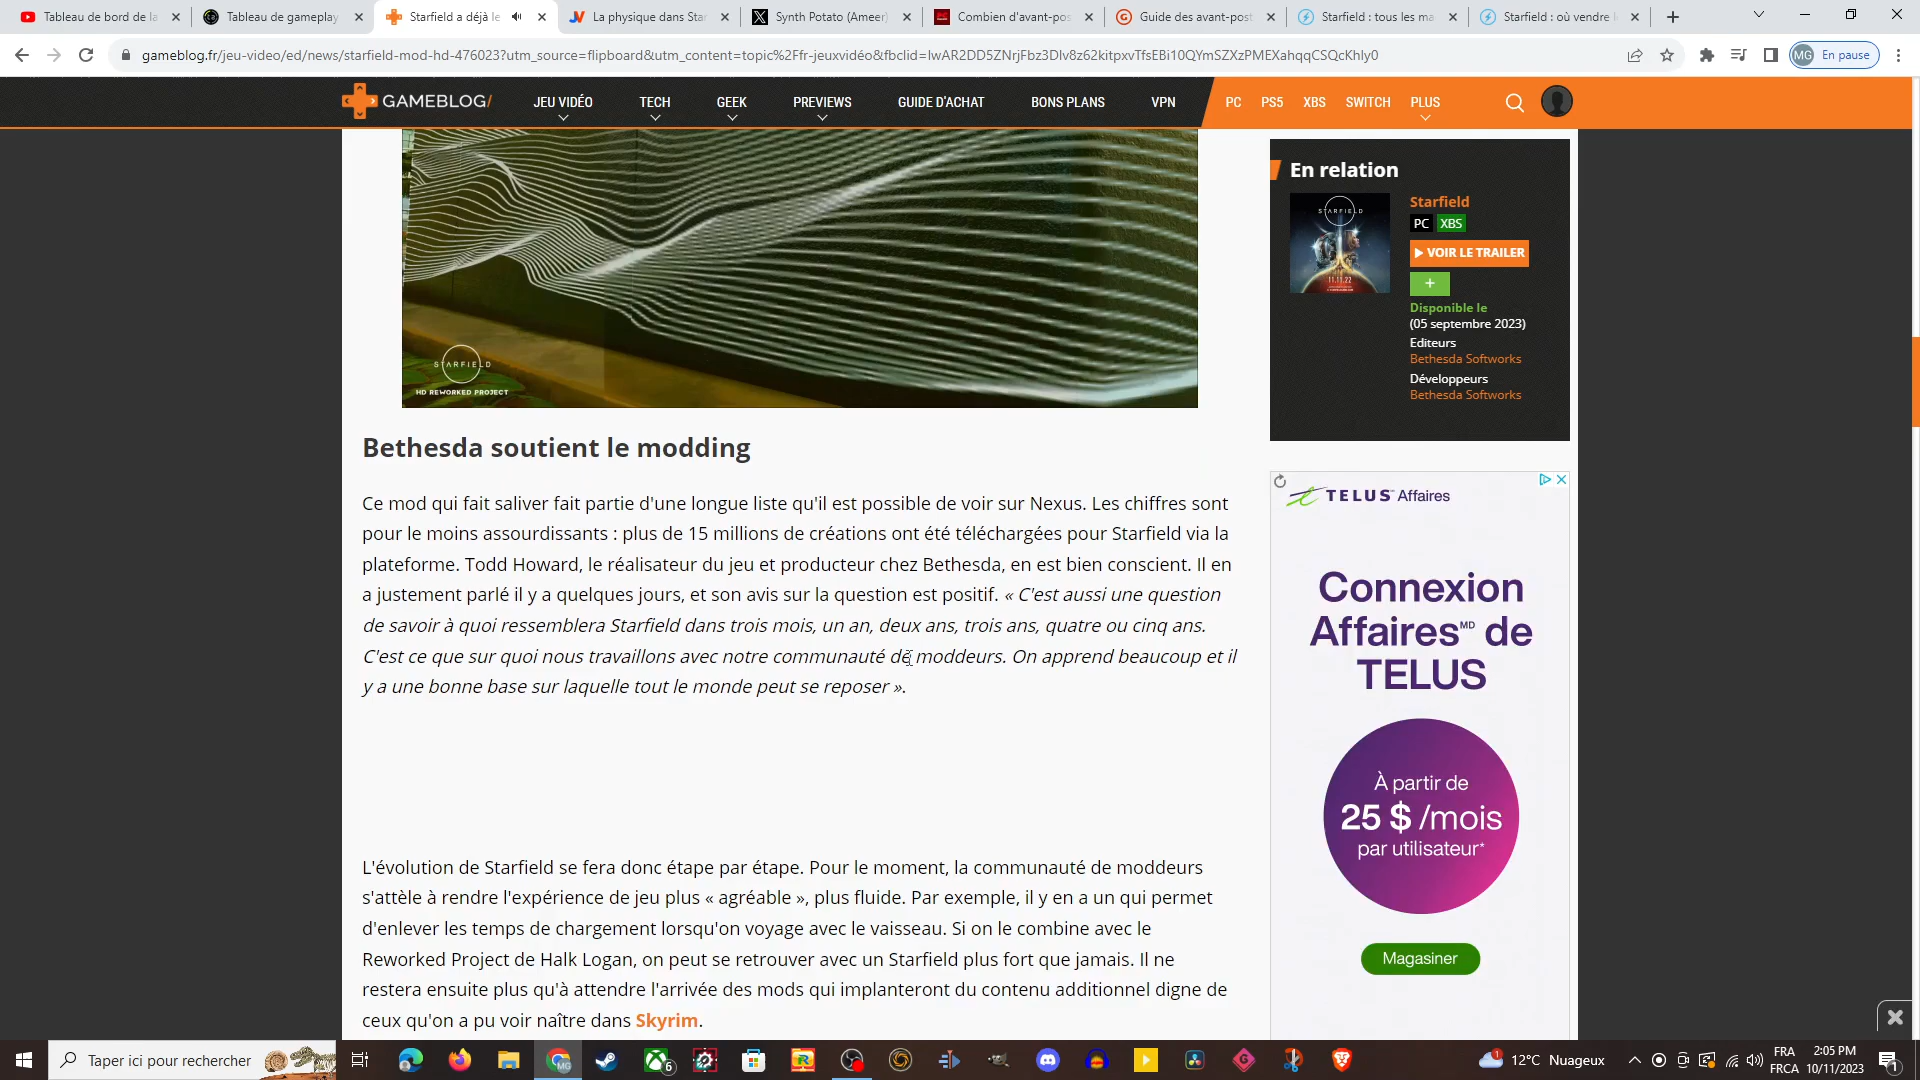 Tableau de bord de la
Tableau de gameplay
Starfield a déjà le
La physique dans Star
Synth Potato (Ameer)
Combien d'avant-pos
Guide des avant-post
Starfield : tous les ma
Starfield : où vendre l
gameblog.fr/jeu-video/ed/news/starfield-mod-hd-476023?utm_source=flipboard&utm_content=topic%2Ffr-jeuxvidéo&fbclid=IwAR2DD5ZNrjFbz3Dlv8z62kitpxvTfsEBi10QYmSZXzPMEXahqqCSQcKhly0
MG En pause
GAMEBLOG/
JEU VIDÉO
TECH
GEEK
PREVIEWS
GUIDE D'ACHAT
BONS PLANS
VPN
PC
PS5
XBS
SWITCH
PLUS
STARFIELD
HD REWORKED PROJECT
Bethesda soutient le modding
Ce mod qui fait saliver fait partie d'une longue liste qu'il est possible de voir sur Nexus. Les chiffres sont
pour le moins assourdissants : plus de 15 millions de créations ont été téléchargées pour Starfield via la
plateforme. Todd Howard, le réalisateur du jeu et producteur chez Bethesda, en est bien conscient. Il en
a justement parlé il y a quelques jours, et son avis sur la question est positif. « C'est aussi une question
de savoir à quoi ressemblera Starfield dans trois mois, un an, deux ans, trois ans, quatre ou cinq ans.
C'est ce que sur quoi nous travaillons avec notre communauté de moddeurs. On apprend beaucoup et il
y a une bonne base sur laquelle tout le monde peut se reposer ».
L'évolution de Starfield se fera donc étape par étape. Pour le moment, la communauté de moddeurs
s'attèle à rendre l'expérience de jeu plus « agréable », plus fluide. Par exemple, il y en a un qui permet
d'enlever les temps de chargement lorsqu'on voyage avec le vaisseau. Si on le combine avec le
Reworked Project de Halk Logan, on peut se retrouver avec un Starfield plus fort que jamais. Il ne
restera ensuite plus qu'à attendre l'arrivée des mods qui implanteront du contenu additionnel digne de
ceux qu'on a pu voir naître dans Skyrim.
En relation
STARFIELD
11.11.22
Starfield
PC XBS
VOIR LE TRAILER
+
Disponible le
(05 septembre 2023)
Editeurs
Bethesda Softworks
Développeurs
Bethesda Softworks
TELUS Affaires
Connexion
Affaires MD de
TELUS
À partir de
25 $ /mois
par utilisateur*
Magasiner
Taper ici pour rechercher
MG
6
1
12°C Nuageux
FRA
FRCA
2:05 PM
10/11/2023
1